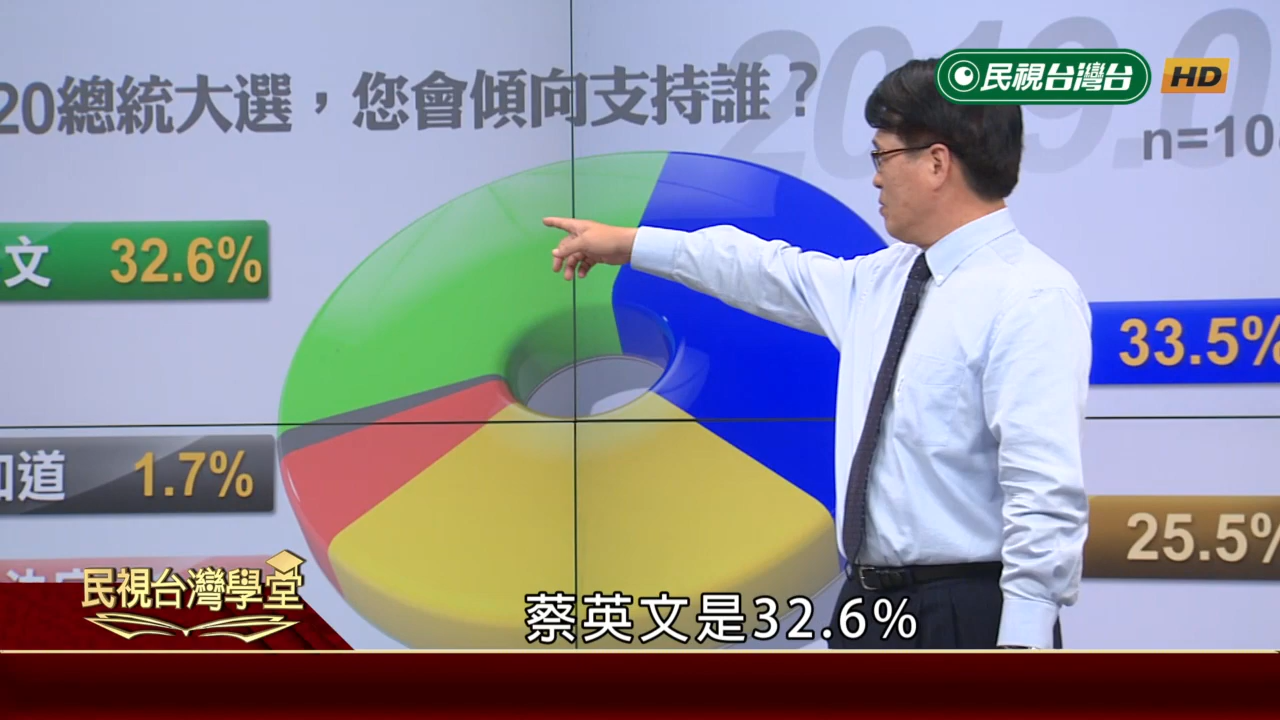 民視台灣台 HD
20總統大選，您會傾向支持誰？
2019.0
n=10
文 32.6%
33.5%
知道 1.7%
25.5%
民視台灣學堂
蔡英文是32.6%